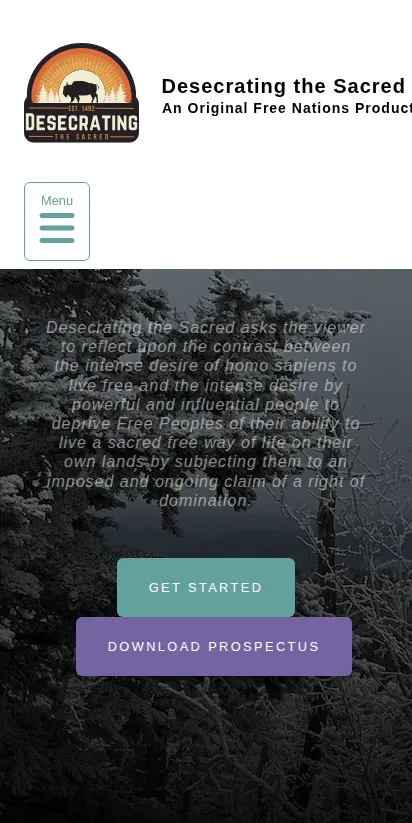 Desecrating the Sacred
An Original Free Nations Product
EST. 1492
DESECRATING
THE SACRED
Menu
Desecrating the Sacred asks the viewer
to reflect upon the contrast between
the intense desire of homo sapiens to
live free and the intense desire by
powerful and influential people to
deprive Free Peoples of their ability to
live a sacred free way of life on their
own lands by subjecting them to an
imposed and ongoing claim of a right of
domination.
GET STARTED
DOWNLOAD PROSPECTUS